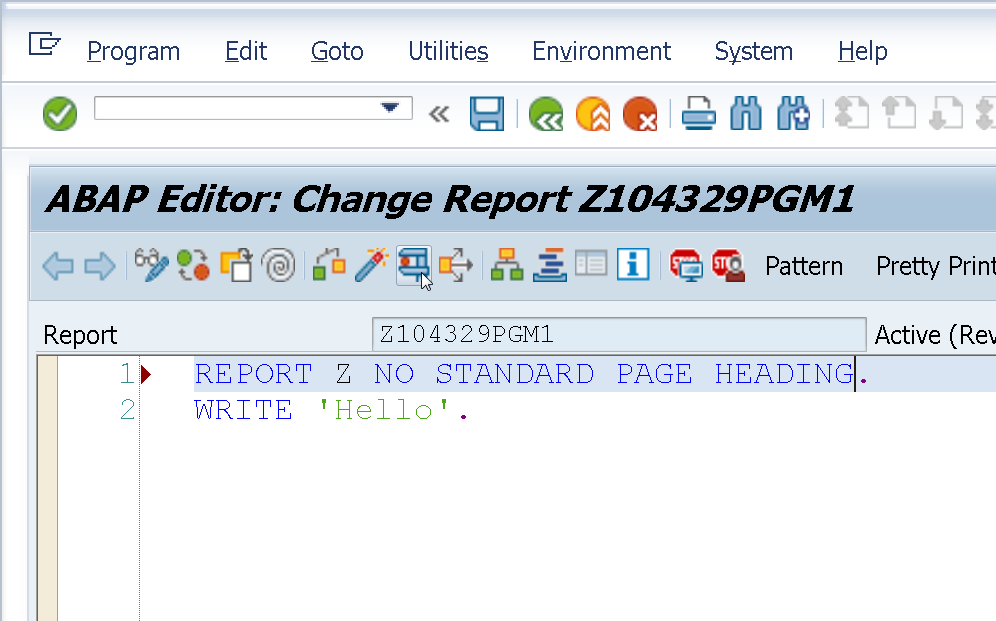 Program Edit Goto Utilities Environment System Help
ABAP Editor: Change Report Z104329PGM1
Pattern Pretty Print
Report Z104329PGM1 Active (Rev
1 REPORT Z NO STANDARD PAGE HEADING.
2 WRITE 'Hello'.